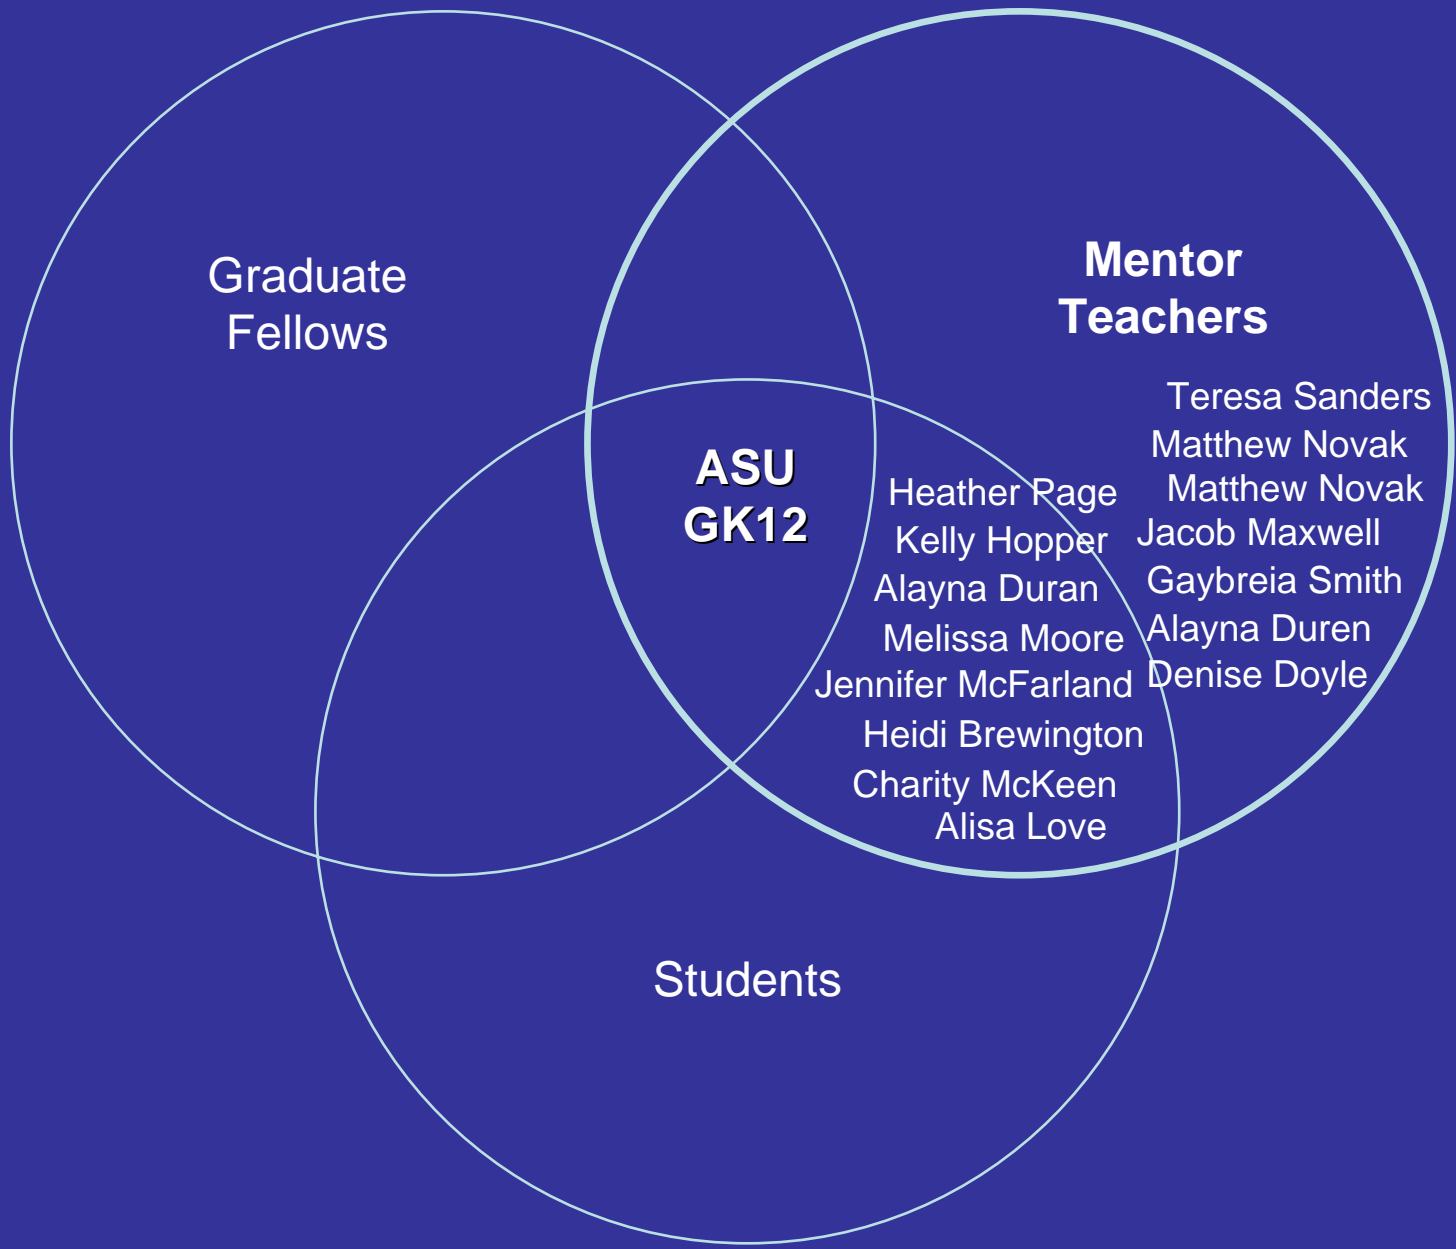 Graduate
Fellows
Mentor
Teachers
ASU
GK12
Teresa Sanders
Matthew Novak
Matthew Novak
Jacob Maxwell
Gaybreia Smith
Alayna Duren
Denise Doyle
Heather Page
Kelly Hopper
Alayna Duran
Melissa Moore
Jennifer McFarland
Heidi Brewington
Charity McKeen
Alisa Love
Students